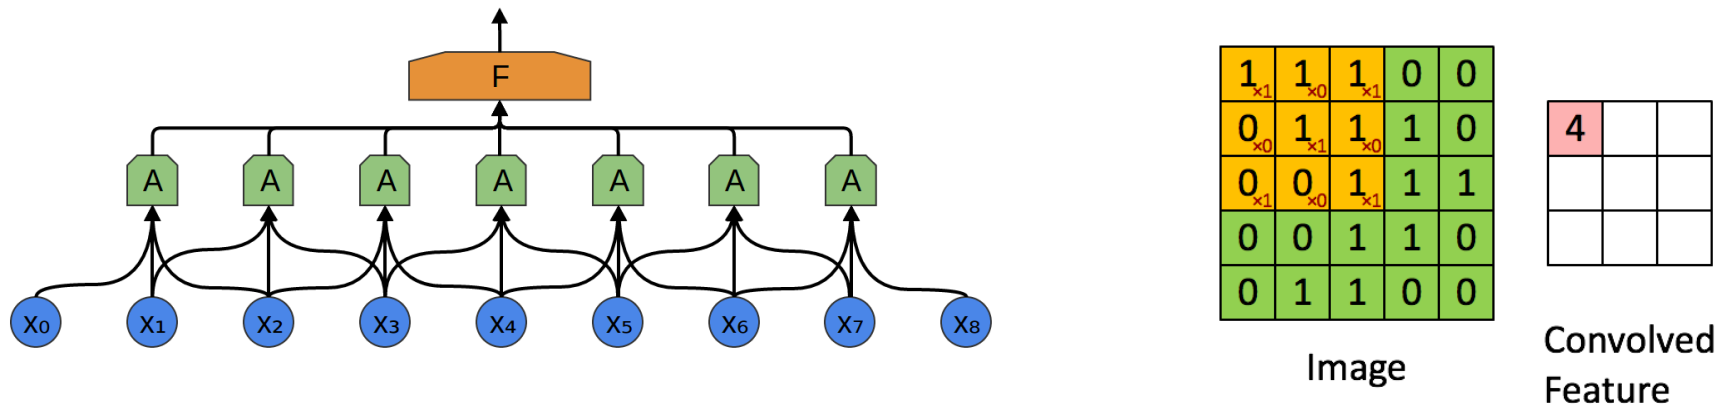 F
A A A A A A A
x₀ x₁ x₂ x₃ x₄ x₅ x₆ x₇ x₈
1×1 1×0 1×1 0 0
0×0 1×1 1×0 1 0
0×1 0×0 1×1 1 1
0 0 1 1 0
0 1 1 0 0
Image
4
Convolved
Feature